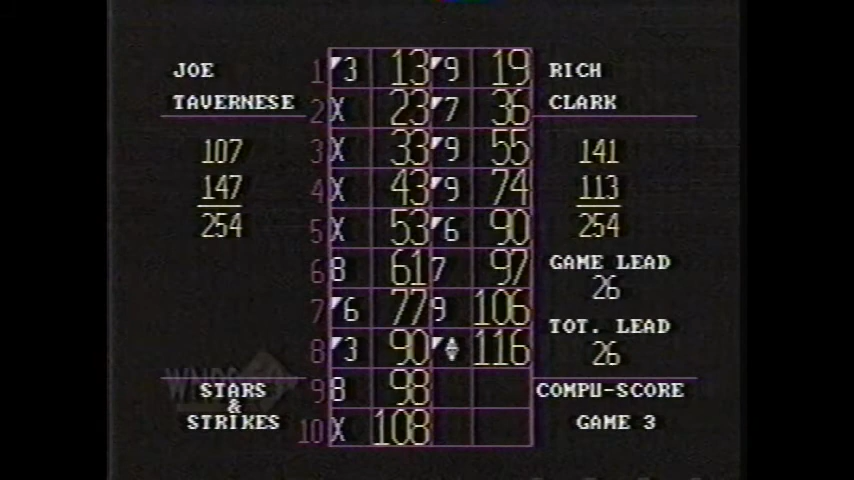 JOE
TAVERNESE
107
147
254
1 3 13 9 19
2 X 23 7 36
3 X 33 9 55
4 X 43 9 74
5 X 53 6 90
6 8 61 7 97
7 6 77 9 106
8 3 90 116
9 8 98
10 X 108
RICH
CLARK
141
113
254
GAME LEAD
26
TOT. LEAD
26
STARS
&
STRIKES
COMPU-SCORE
GAME 3